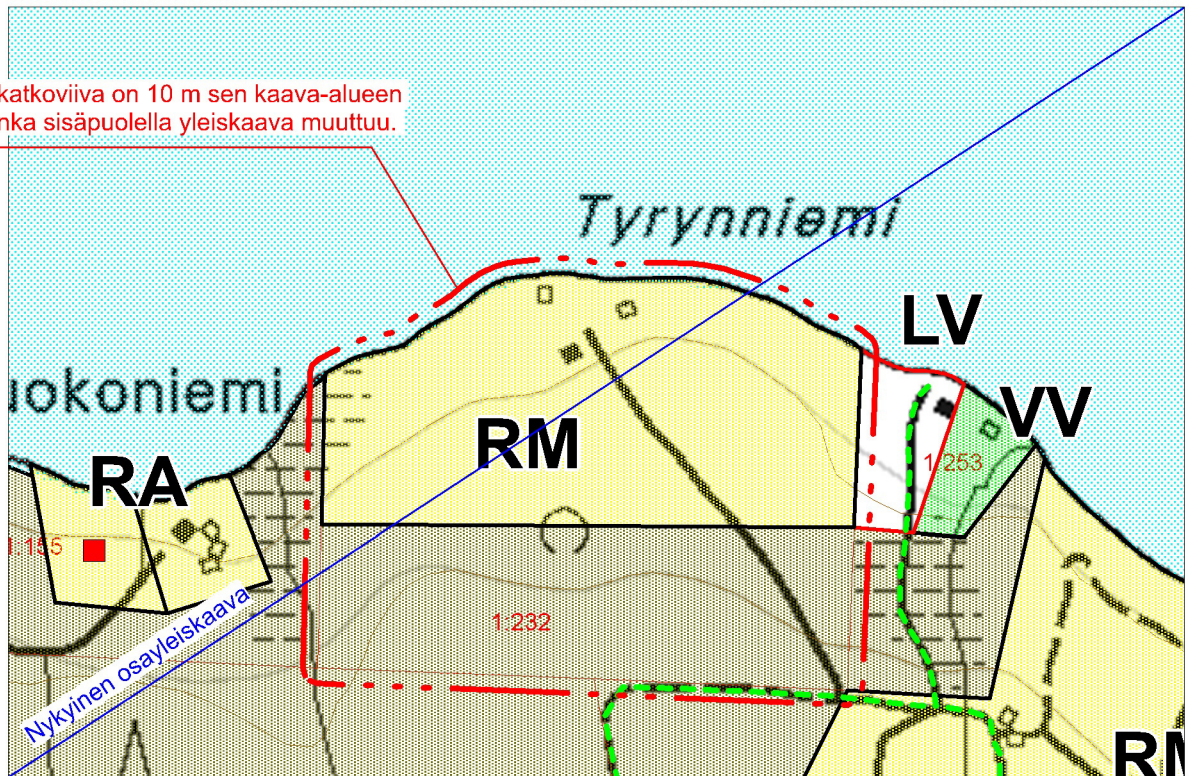 katkoviiva on 10 m sen kaava-alueen
nka sisäpuolella yleiskaava muuttuu.
Tyrynniemi
LV
uokoniemi
VV
RM
RA
1:253
1:155
1:232
Nykyinen osayleiskaava
RM